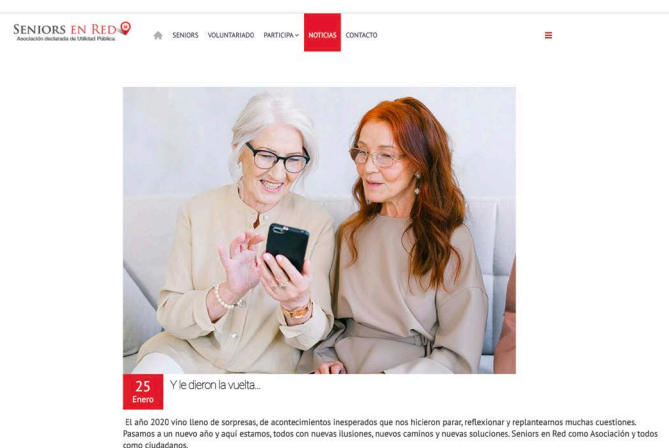 SENIORS EN RED
Asociación declarada de Utilidad Pública
SENIORS VOLUNTARIADO PARTICIPA NOTICIAS CONTACTO
25
Enero
Y le dieron la vuelta...
El año 2020 vino lleno de sorpresas, de acontecimientos inesperados que nos hicieron parar, reflexionar y replantearnos muchas cuestiones.
Pasamos a un nuevo año y aquí estamos, todos con nuevas ilusiones, nuevos caminos y nuevas soluciones. Seniors en Red como Asociación y todos
como ciudadanos.